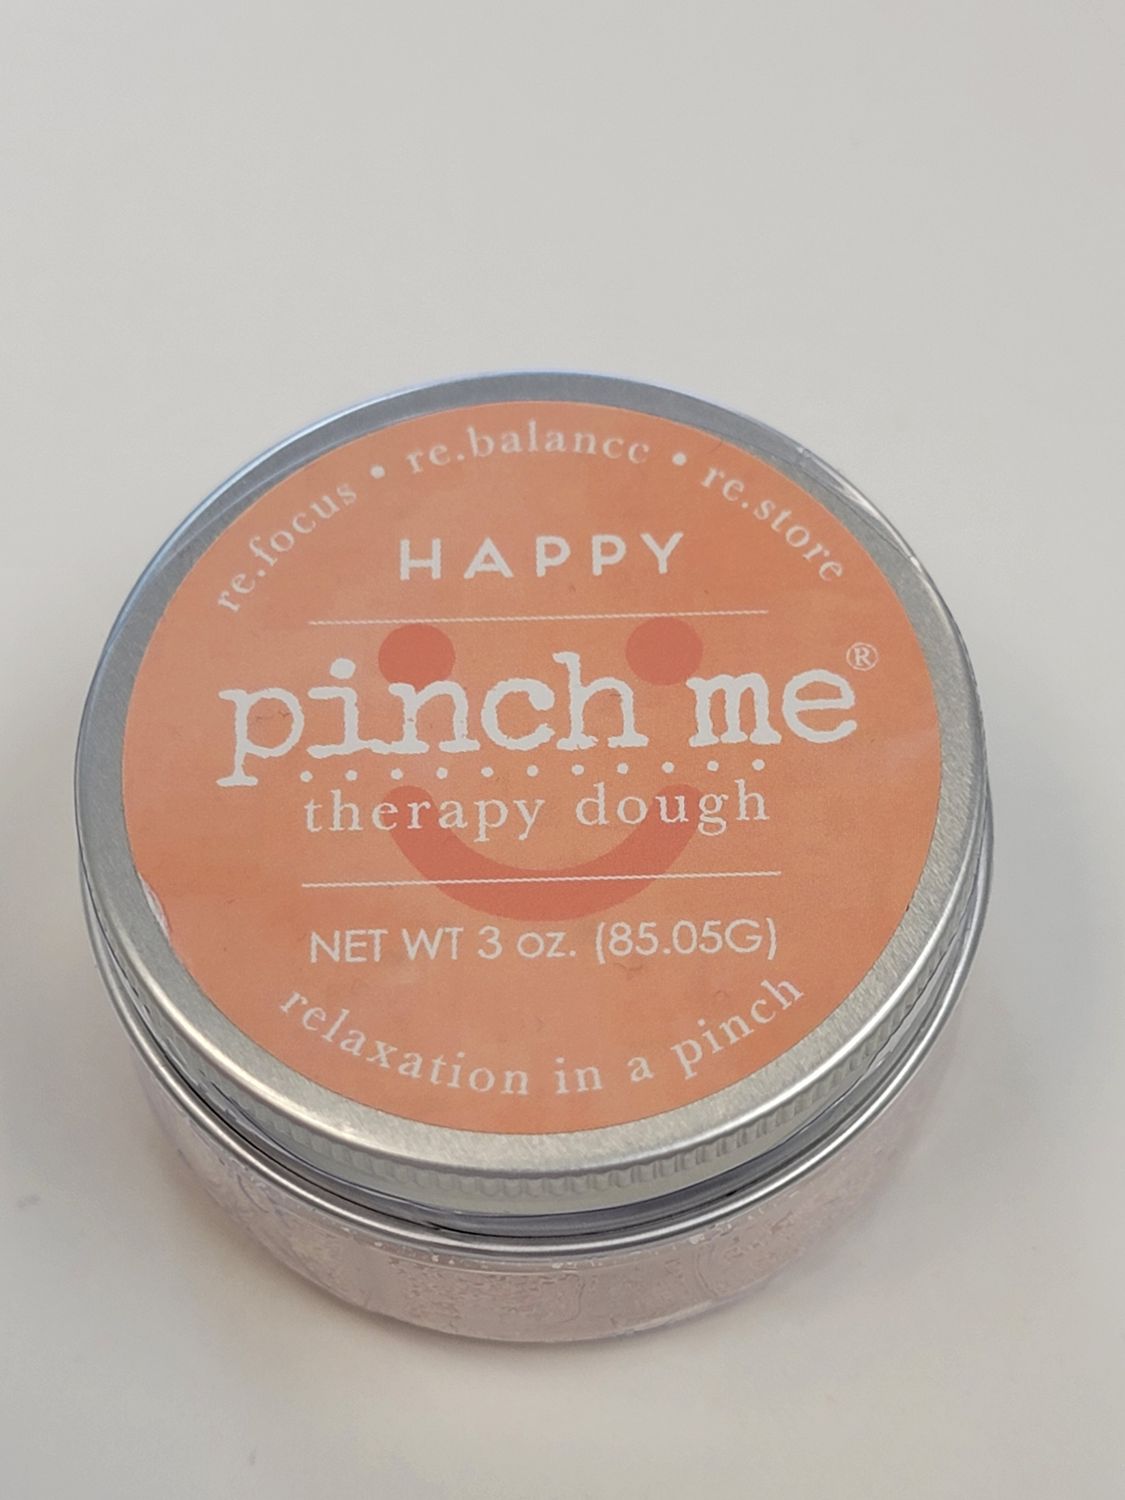 re.focus • re.balance • re.store
HAPPY
pinch me®
therapy dough
NET WT 3 oz. (85.05G)
relaxation in a pinch